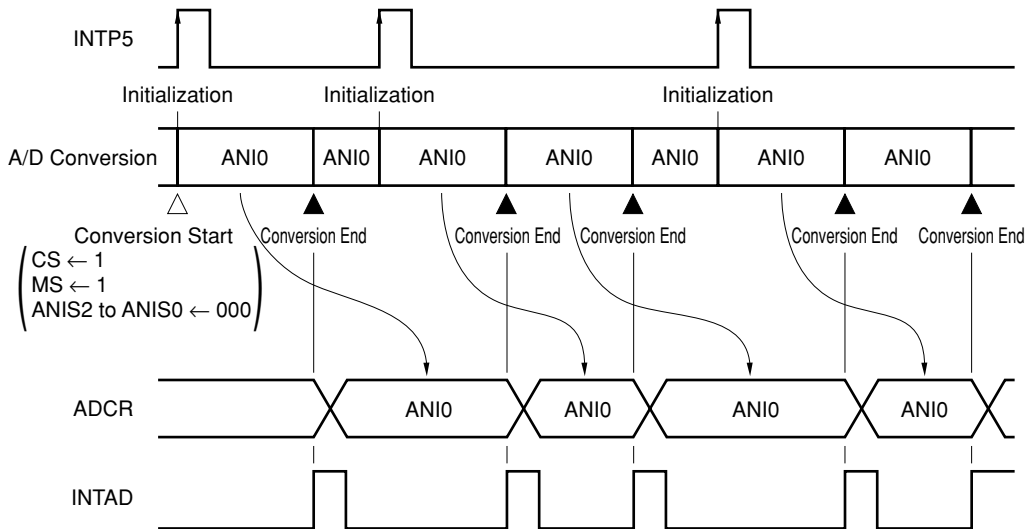 INTP5
Initialization Initialization Initialization
A/D Conversion ANI0 ANI0 ANI0 ANI0 ANI0 ANI0 ANI0
Conversion Start Conversion End Conversion End Conversion End Conversion End Conversion End
CS ← 1
MS ← 1
ANIS2 to ANIS0 ← 000
ADCR ANI0 ANI0 ANI0 ANI0
INTAD